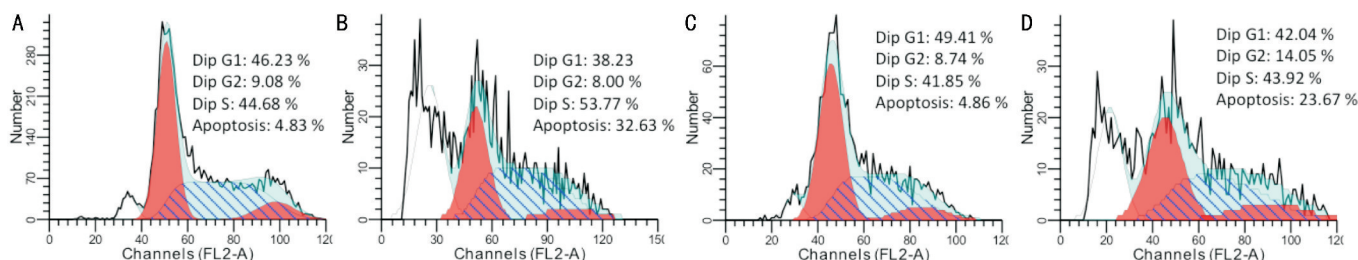 A
Number
280
210
140
70
0
Dip G1: 46.23 %
Dip G2: 9.08 %
Dip S: 44.68 %
Apoptosis: 4.83 %
0 20 40 60 80 100 120
Channels (FL2-A)
B
Number
30
20
10
0
Dip G1: 38.23
Dip G2: 8.00 %
Dip S: 53.77 %
Apoptosis: 32.63 %
0 30 60 90 120 150
Channels (FL2-A)
C
Number
60
40
20
0
Dip G1: 49.41 %
Dip G2: 8.74 %
Dip S: 41.85 %
Apoptosis: 4.86 %
0 20 40 60 80 100 120
Channels (FL2-A)
D
Number
30
20
10
0
Dip G1: 42.04 %
Dip G2: 14.05 %
Dip S: 43.92 %
Apoptosis: 23.67 %
0 20 40 60 80 100 120
Channels (FL2-A)